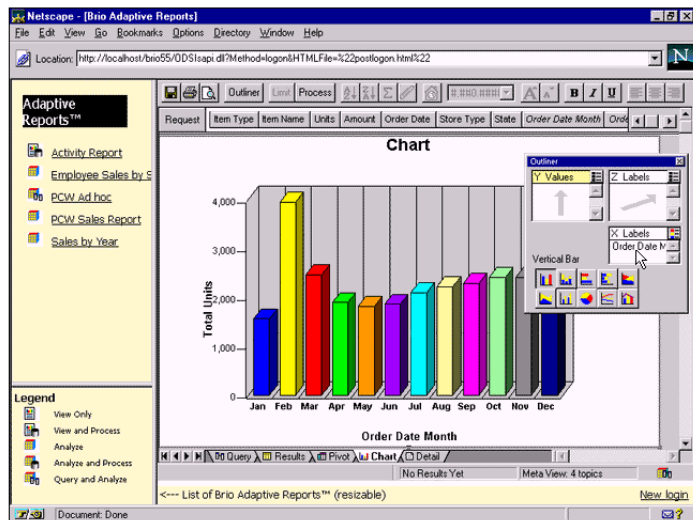 Netscape - [Brio Adaptive Reports]
File Edit View Go Bookmarks Options Directory Window Help
Location: http://localhost/brio55/ODSIsapi.dll?Method=logon&HTMLFile=%22postlogon.html%22
N
Adaptive
Reports™
Activity Report
Employee Sales by S
PCW Ad hoc
PCW Sales Report
Sales by Year
Legend
View Only
View and Process
Analyze
Analyze and Process
Query and Analyze
Outliner Limit Process
B I U
Request Item Type Item Name Units Amount Order Date Store Type State Order Date Month Orde
Chart
Outliner
Y Values
Z Labels
X Labels
Order Date M
Vertical Bar
4,000
3,000
2,000
1,000
0
Total Units
Jan Feb Mar Apr May Jun Jul Aug Sep Oct Nov Dec
Order Date Month
Query Results Pivot Chart Detail
No Results Yet Meta View: 4 topics
<--- List of Brio Adaptive Reports™ (resizable) New login
Document: Done